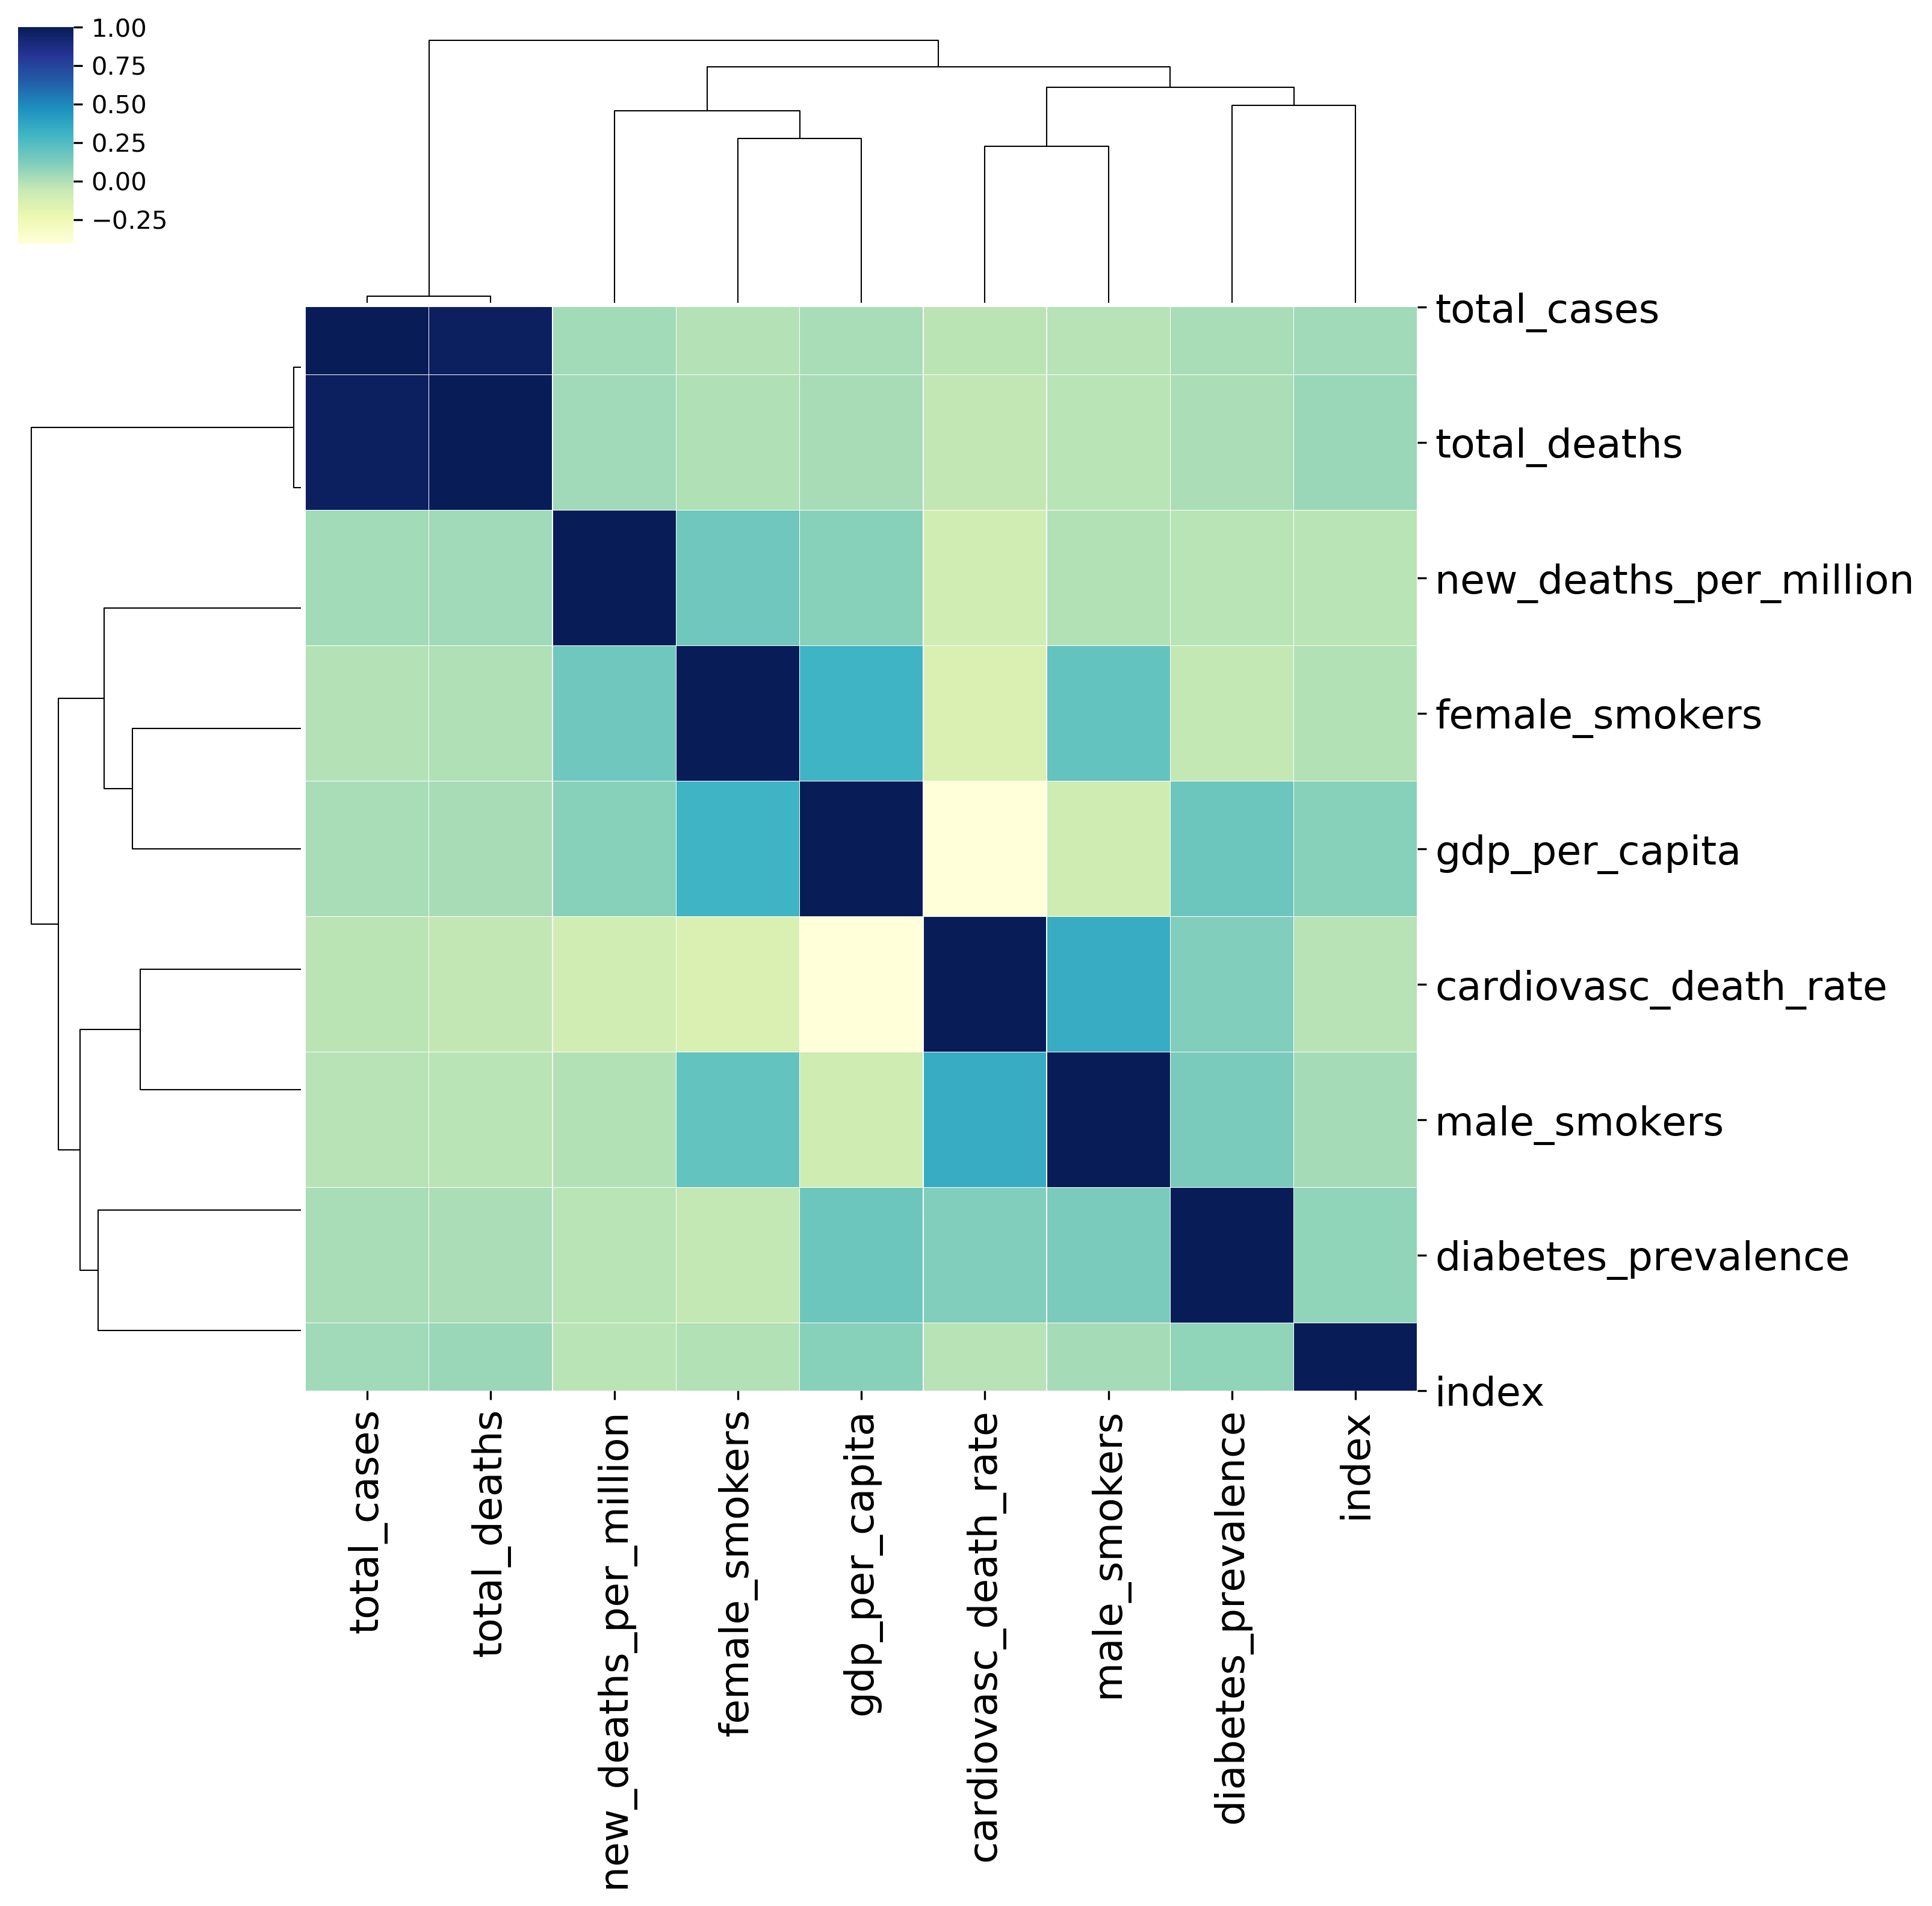 1.00
0.75
0.50
0.25
0.00
−0.25
total_cases
total_deaths
new_deaths_per_million
female_smokers
gdp_per_capita
cardiovasc_death_rate
male_smokers
diabetes_prevalence
index
total_cases
total_deaths
new_deaths_per_million
female_smokers
gdp_per_capita
cardiovasc_death_rate
male_smokers
diabetes_prevalence
index